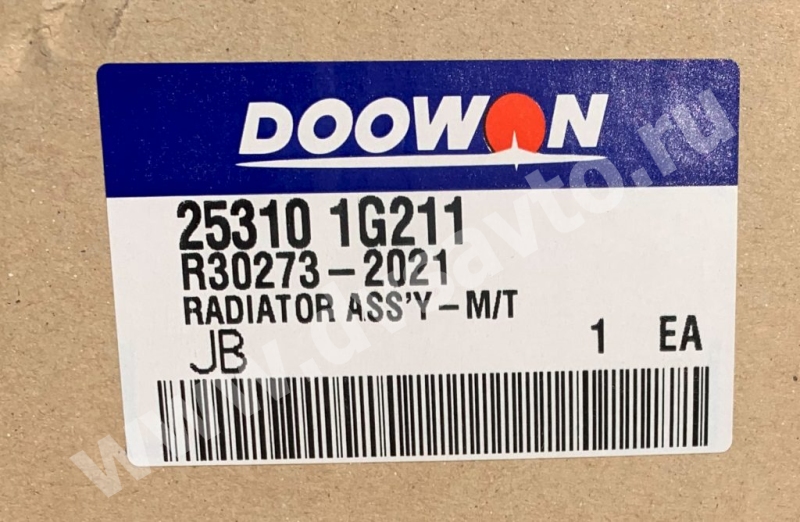 DOOWON
25310 1G211
R30273-2021
RADIATOR ASS'Y-M/T
JB
1 EA